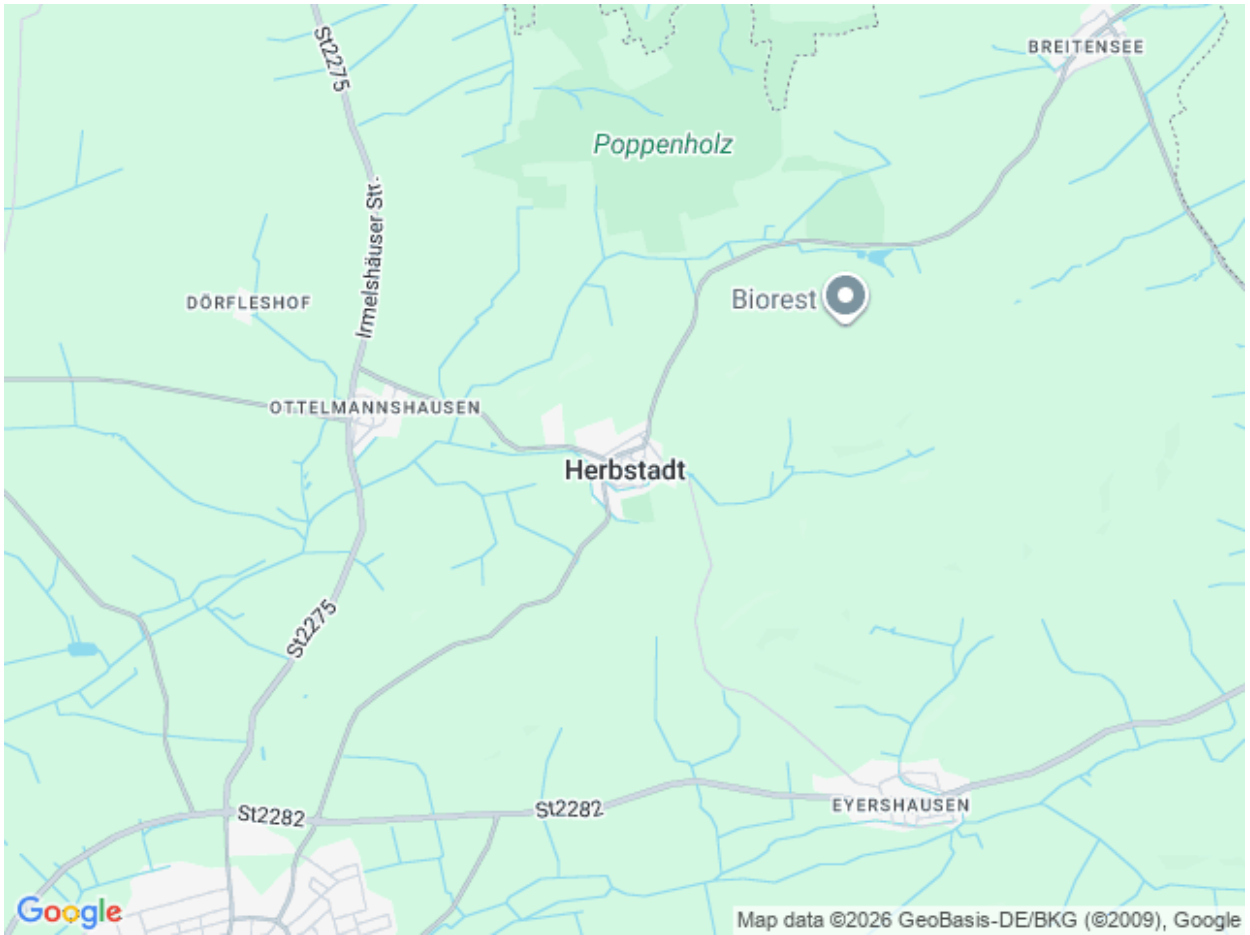 St2275
BREITENSEE
Poppenholz
Irmelshäuser Str.
DÖRFLESHOF
Biorest
OTTELMANNSHAUSEN
Herbstadt
St2275
St2282
St2282
EYERSHAUSEN
Google
Map data ©2026 GeoBasis-DE/BKG (©2009), Google